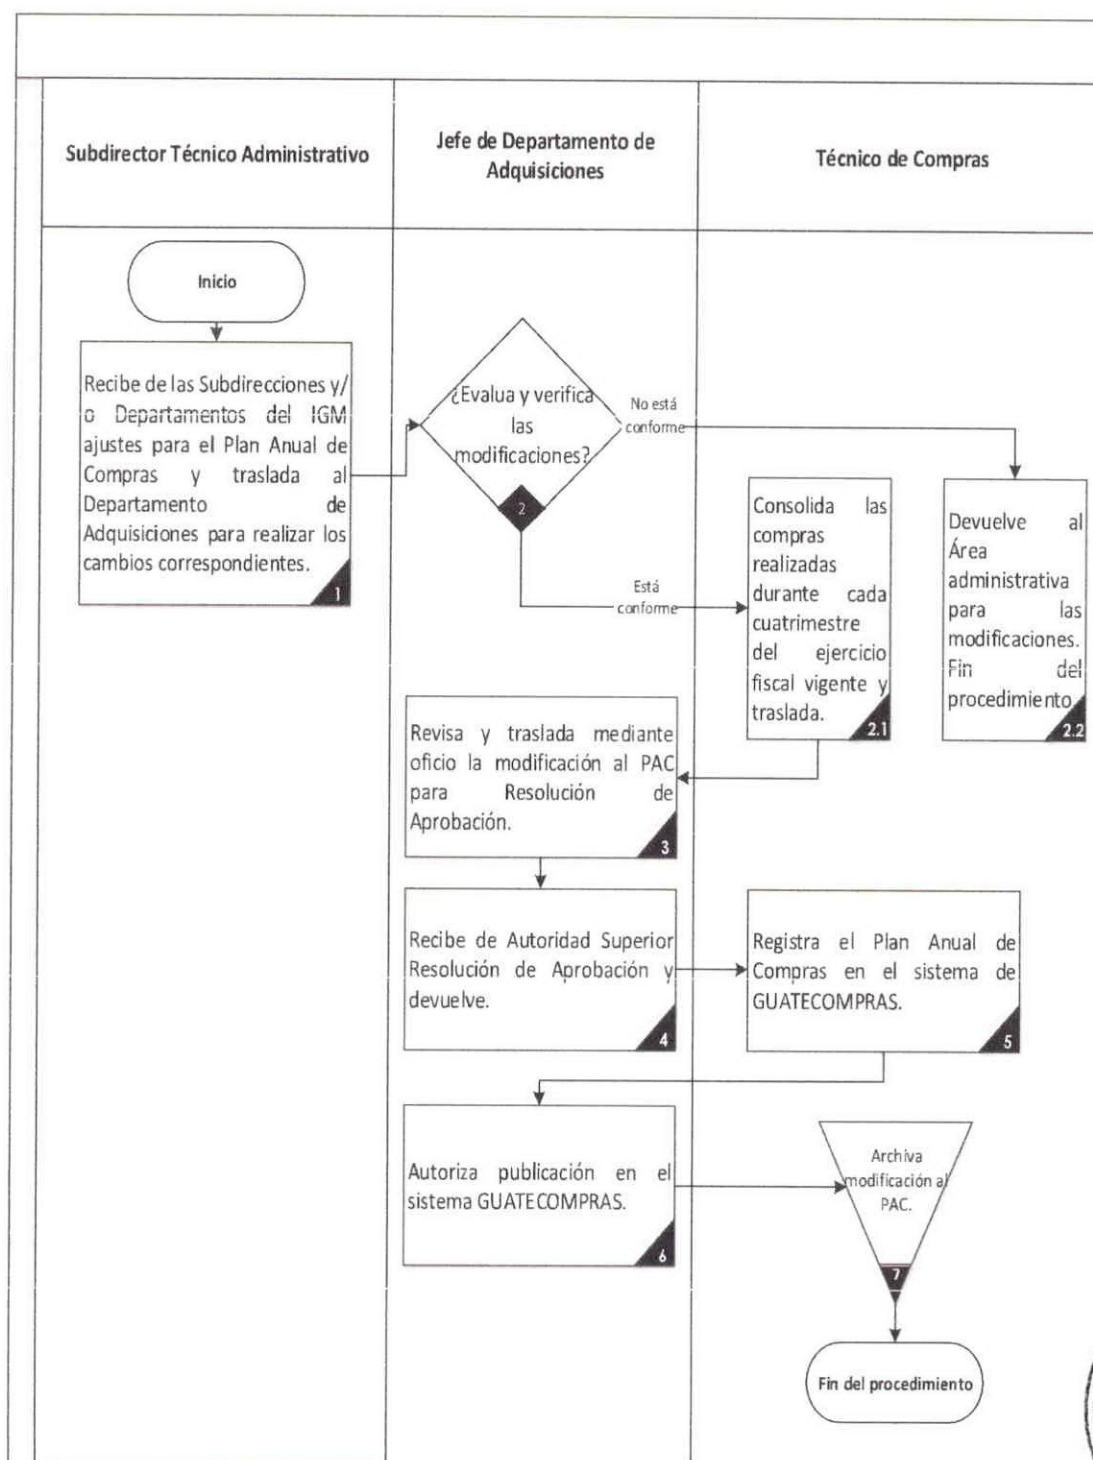 Subdirector Técnico Administrativo
Jefe de Departamento de
Adquisiciones
Técnico de Compras
Inicio
Recibe de las Subdirecciones y/
o Departamentos del IGM
ajustes para el Plan Anual de
Compras y traslada al
Departamento de
Adquisiciones para realizar los
cambios correspondientes.
1
¿Evalua y verifica
las
modificaciones?
2
No está
conforme
Está
conforme
Consolida las
compras
realizadas
durante cada
cuatrimestre
del ejercicio
fiscal vigente y
traslada.
2.1
Devuelve al
Área
administrativa
para las
modificaciones.
Fin del
procedimiento
2.2
Revisa y traslada mediante
oficio la modificación al PAC
para Resolución de
Aprobación.
3
Recibe de Autoridad Superior
Resolución de Aprobación y
devuelve.
4
Registra el Plan Anual de
Compras en el sistema de
GUATECOMPRAS.
5
Autoriza publicación en el
sistema GUATECOMPRAS.
6
Archiva
modificación al
PAC.
7
Fin del procedimiento